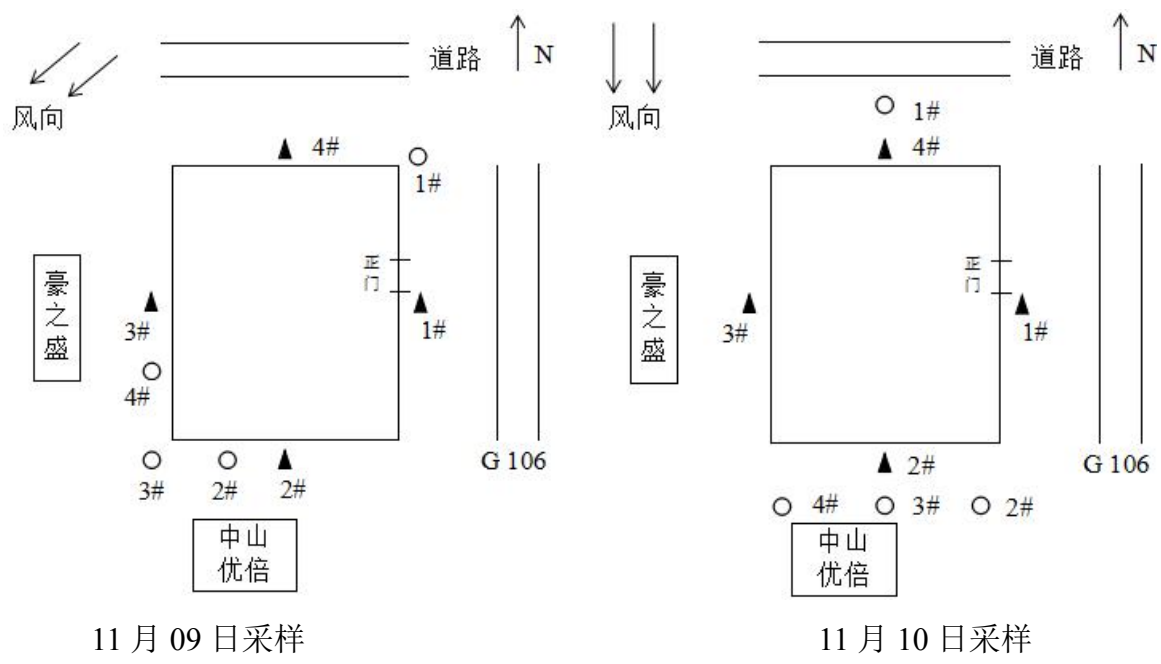 道路
N
风向
4#
1#
豪之盛
正门
3#
1#
4#
G 106
3#
2#
2#
中山
优倍
11 月 09 日采样
道路
N
风向
1#
4#
豪之盛
正门
3#
1#
G 106
2#
4#
3#
2#
中山
优倍
11 月 10 日采样